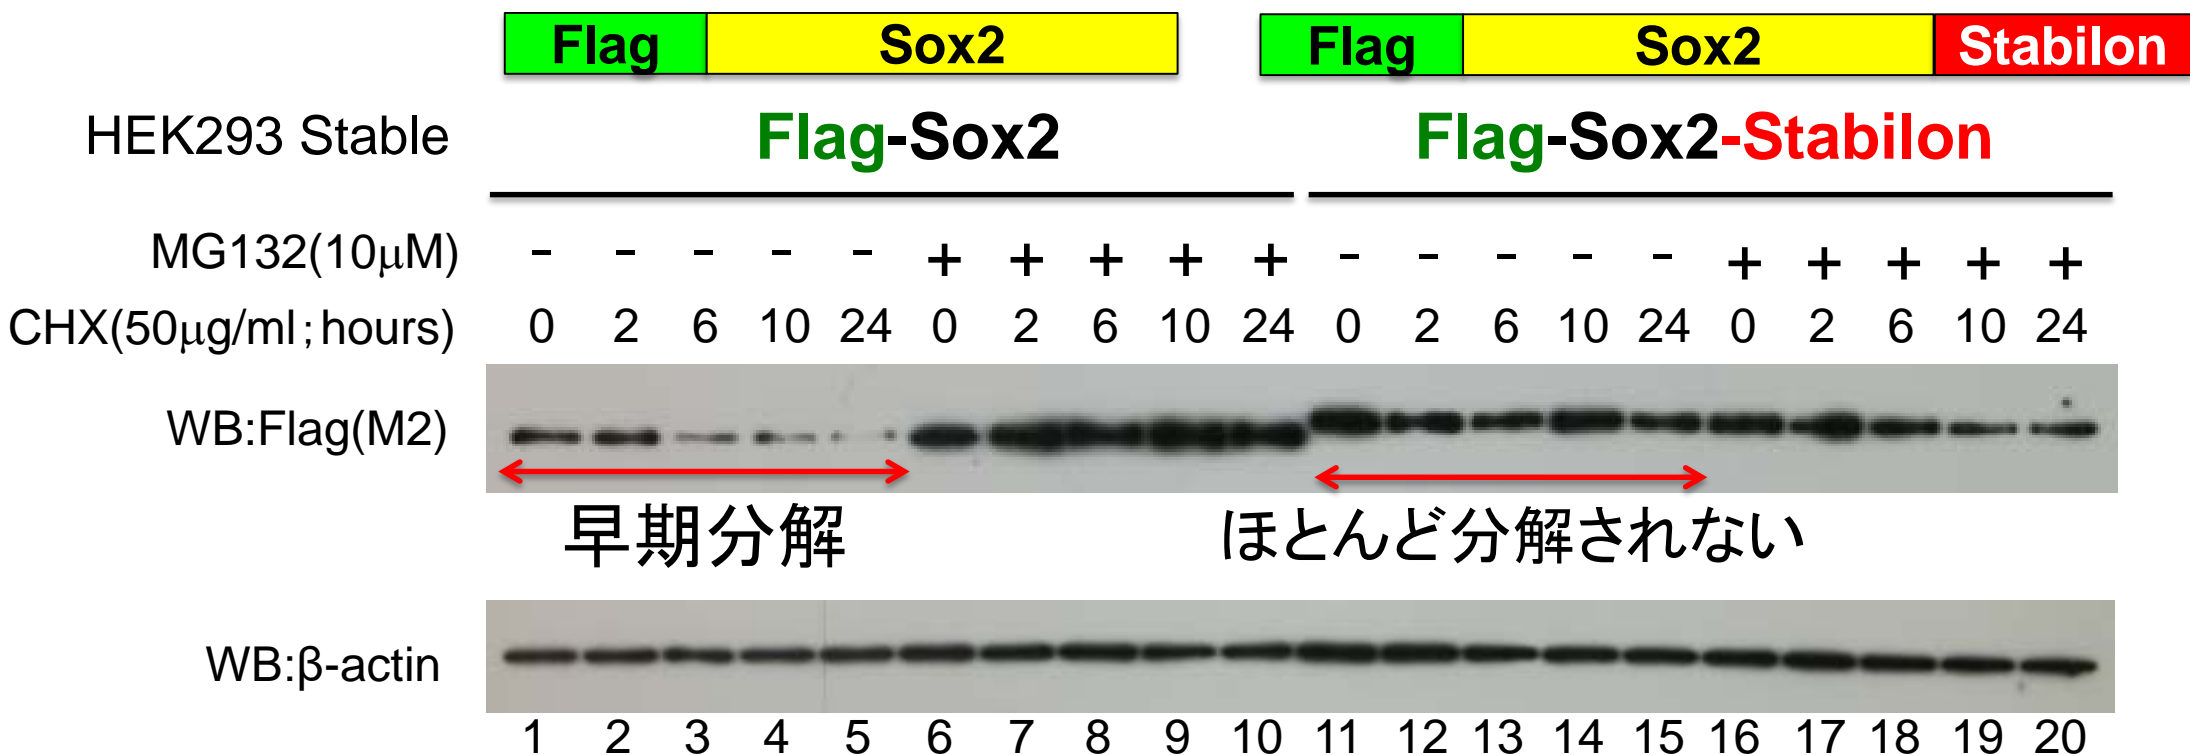 Flag Sox2 Flag Sox2 Stabilon
HEK293 Stable Flag-Sox2 Flag-Sox2-Stabilon
MG132(10μM) - - - - - + + + + + - - - - - + + + + +
CHX(50μg/ml;hours) 0 2 6 10 24 0 2 6 10 24 0 2 6 10 24 0 2 6 10 24
WB:Flag(M2)
早期分解 ほとんど分解されない
WB:β-actin
1 2 3 4 5 6 7 8 9 10 11 12 13 14 15 16 17 18 19 20